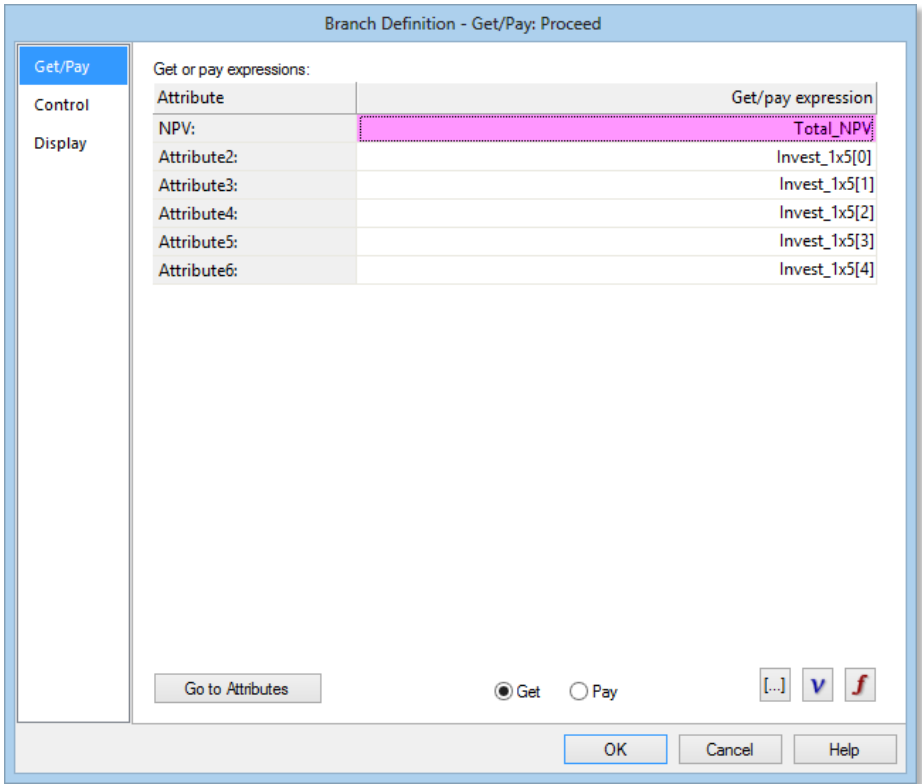 Branch Definition - Get/Pay: Proceed
Get/Pay
Control
Display
Get or pay expressions:
Attribute Get/pay expression
NPV: Total_NPV
Attribute2: Invest_1x5[0]
Attribute3: Invest_1x5[1]
Attribute4: Invest_1x5[2]
Attribute5: Invest_1x5[3]
Attribute6: Invest_1x5[4]
Go to Attributes Get Pay [...] v f
OK Cancel Help